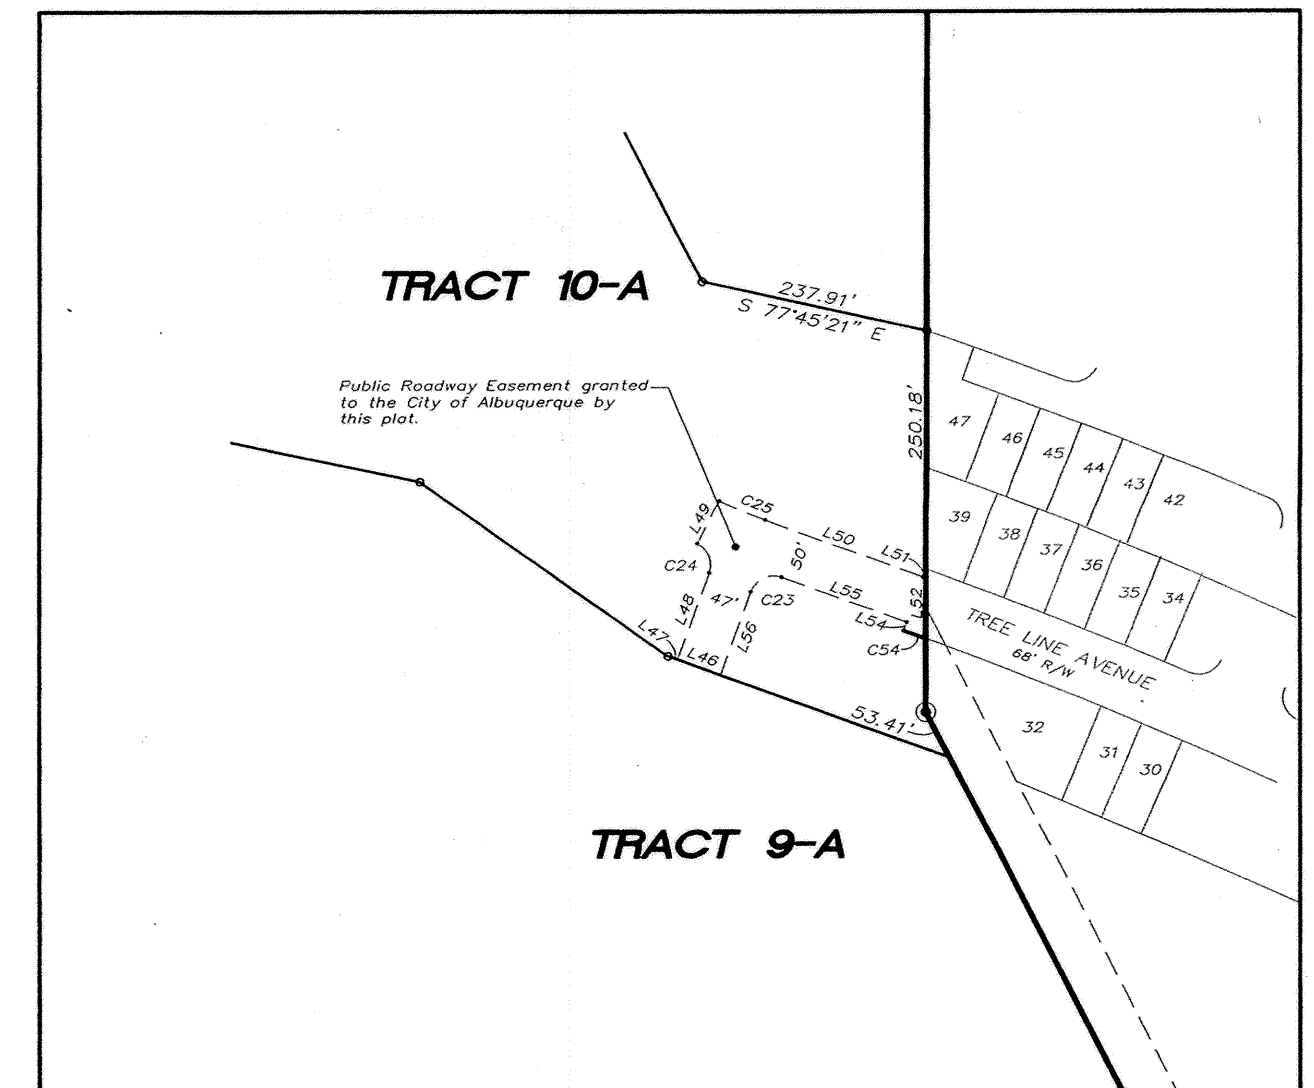 TRACT 10-A
237.91'
S 77°45'21" E
Public Roadway Easement granted
to the City of Albuquerque by
this plat.
250.18'
47
46
45
44
43
42
39
38
37
36
35
34
L49
C25
L50
L51
C24
50'
L55
L52
L48
47'
C23
L54
L47
L46
L56
C54
TREE LINE AVENUE
68' R/W
53.41'
32
31
30
TRACT 9-A